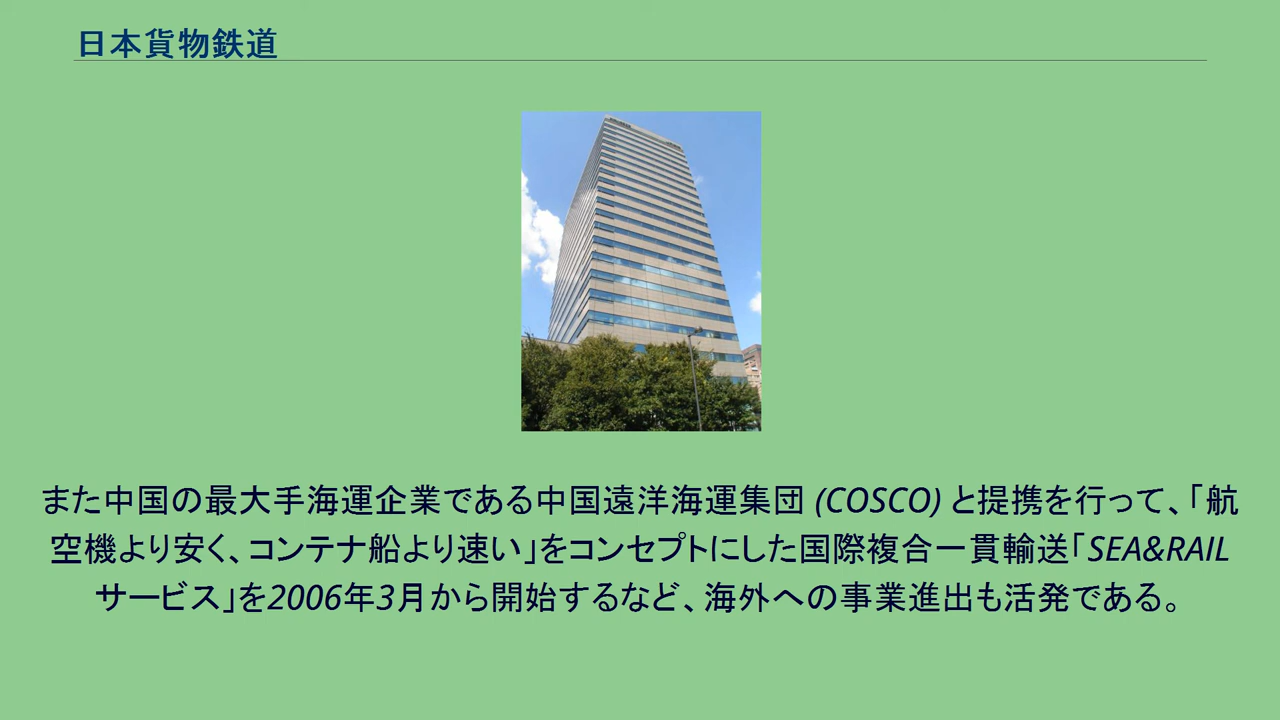 日本貨物鉄道
また中国の最大手海運企業である中国遠洋海運集団 (COSCO) と提携を行って、「航
空機より安く、コンテナ船より速い」をコンセプトにした国際複合一貫輸送「SEA&RAIL
サービス」を2006年3月から開始するなど、海外への事業進出も活発である。